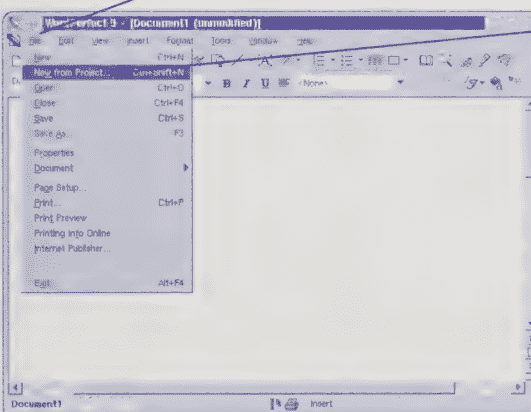 WordPerfect 9 - [Document1 (unmodified)]
File Edit View Insert Format Tools Window Help
New Ctrl+N
New from Project... Ctrl+Shift+N
Open Ctrl+O
Close Ctrl+F4
Save Ctrl+S
Save As... F3
Properties
Document
Page Setup...
Print... Ctrl+P
Print Preview
Printing Info Online
Internet Publisher...
Exit Alt+F4
B I U <None>
Document1 Insert